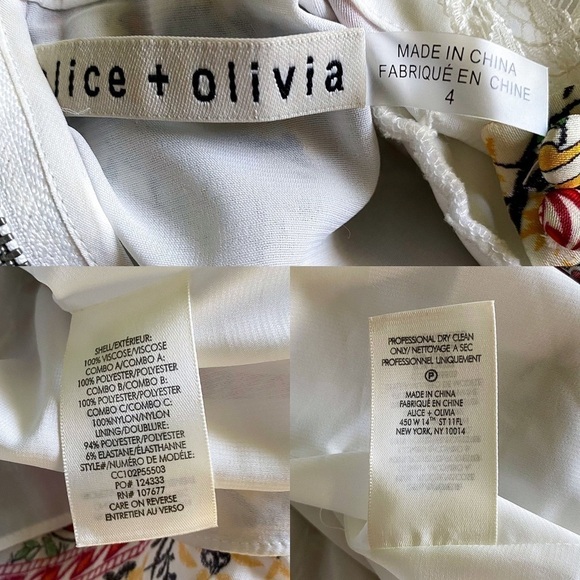 lice + olivia
MADE IN CHINA
FABRIQUÉ EN CHINE
4
SHELL/EXTÉRIEUR:
100% VISCOSE/VISCOSE
COMBO A/COMBO A:
100% POLYESTER/POLYESTER
COMBO B/COMBO B:
100% POLYESTER/POLYESTER
COMBO C/COMBO C:
100%NYLON/NYLON
LINING/DOUBLURE:
94% POLYESTER/POLYESTER
6% ELASTANE/ÉLASTHANNE
STYLE#/NUMÉRO DE MODÈLE:
CC102P55503
PO# 124333
RN# 107677
CARE ON REVERSE
ENTRETIEN AU VERSO
PROFESSIONAL DRY CLEAN
ONLY/ NETTOYAGE A SEC
PROFESSIONNEL UNIQUEMENT
P
MADE IN CHINA
FABRIQUÉ EN CHINE
ALICE + OLIVIA
450 W 14TH ST 11FL
NEW YORK, NY 10014